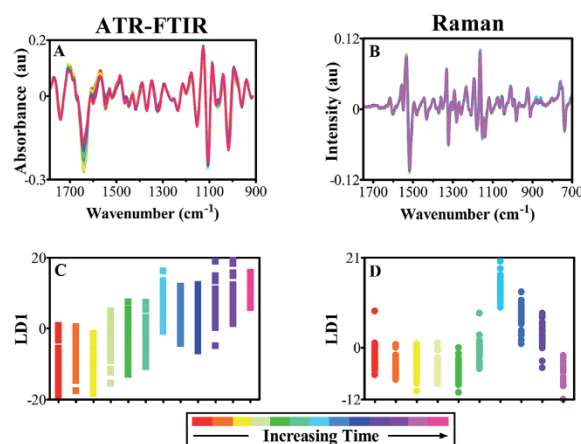 ATR-FTIR
Raman
A
0.2
0
-0.3
Absorbance (au)
1700 1500 1300 1100 900
Wavenumber (cm⁻¹)
B
0.12
0
-0.12
Intensity (au)
1700 1500 1300 1100 900 700
Wavenumber (cm⁻¹)
C
20
0
-20
LD1
D
21
0
-12
LD1
Increasing Time